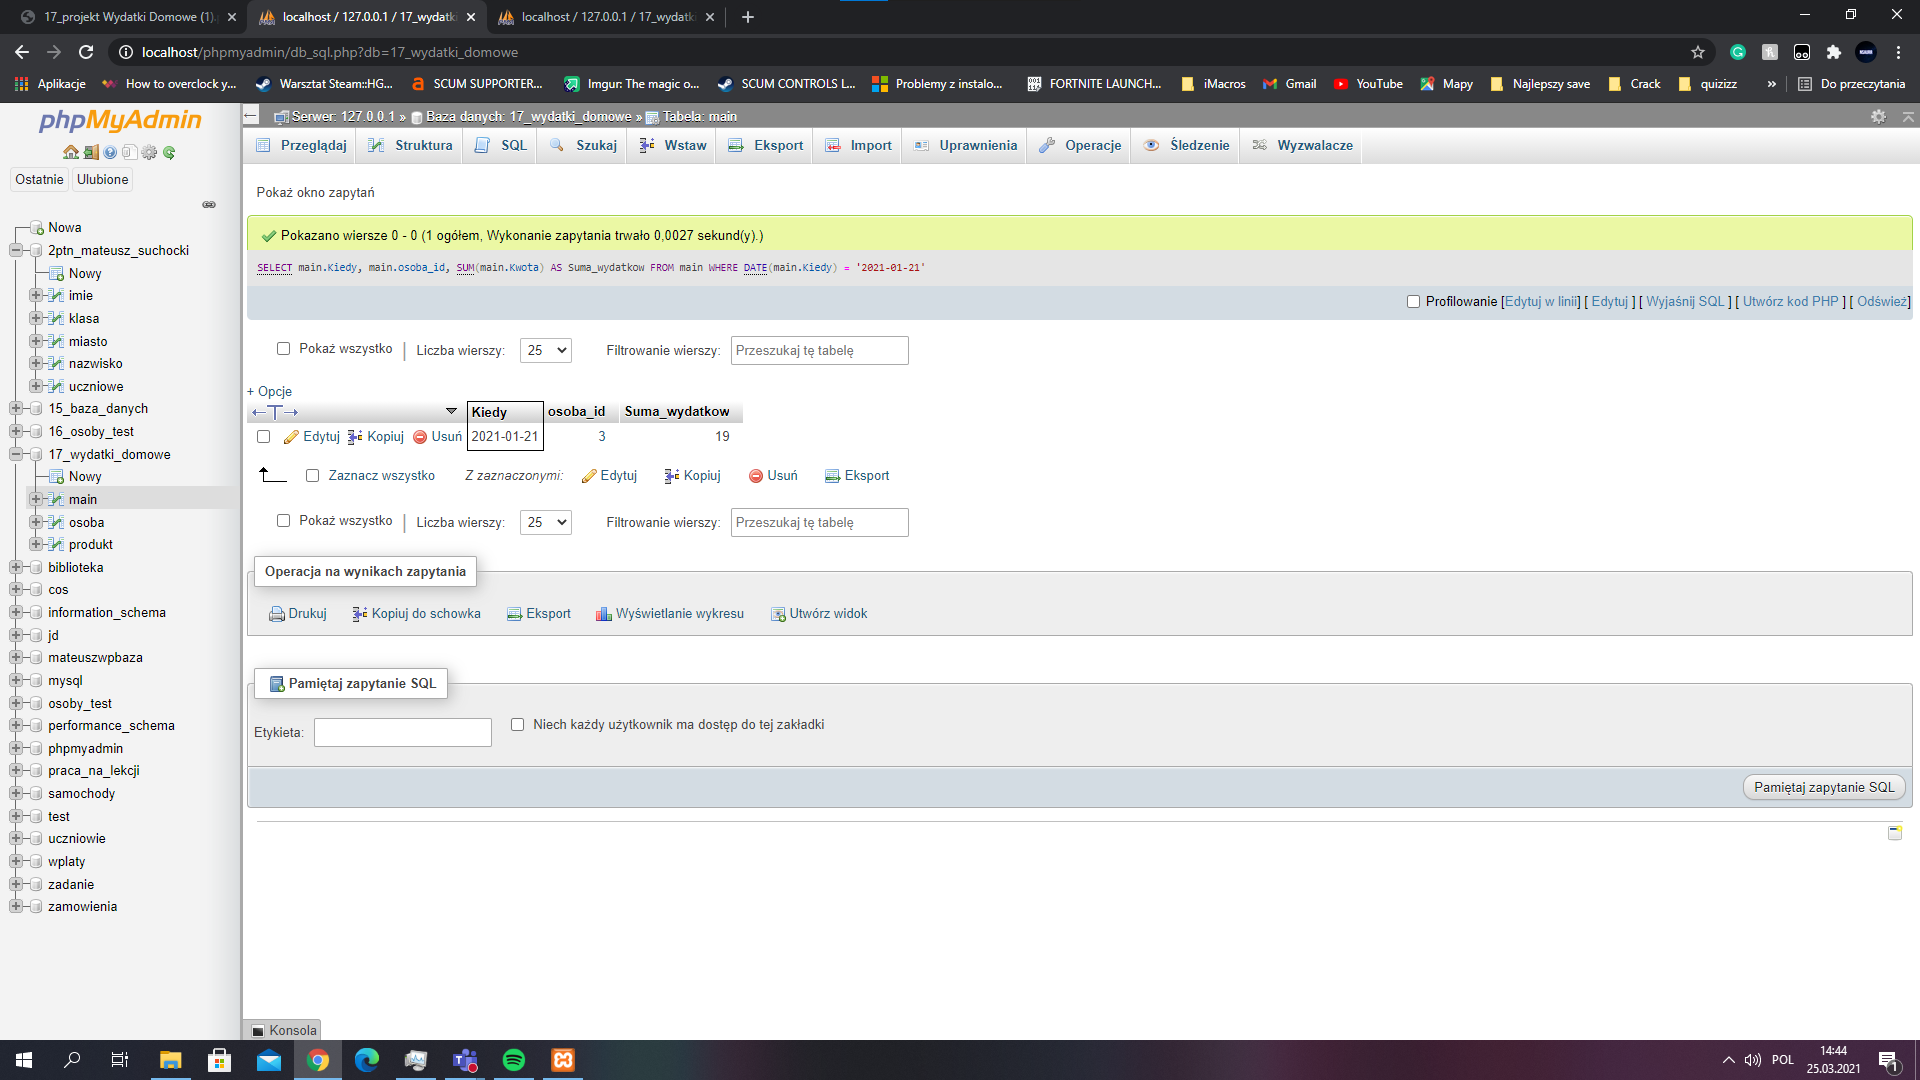 17_projekt Wydatki Domowe (1).
localhost / 127.0.0.1 / 17_wydatki
localhost / 127.0.0.1 / 17_wydatki
localhost/phpmyadmin/db_sql.php?db=17_wydatki_domowe
Aplikacje
How to overclock y...
Warsztat Steam::HG...
SCUM SUPPORTER...
Imgur: The magic o...
SCUM CONTROLS L...
Problemy z instalo...
FORTNITE LAUNCH...
iMacros
Gmail
YouTube
Mapy
Najlepszy save
Crack
quizizz
»
Do przeczytania
phpMyAdmin
Ostatnie
Ulubione
Nowa
2ptn_mateusz_suchocki
Nowy
imie
klasa
miasto
nazwisko
uczniowe
15_baza_danych
16_osoby_test
17_wydatki_domowe
Nowy
main
osoba
produkt
biblioteka
cos
information_schema
jd
mateuszwpbaza
mysql
osoby_test
performance_schema
phpmyadmin
praca_na_lekcji
samochody
test
uczniowie
wplaty
zadanie
zamowienia
Serwer: 127.0.0.1 » Baza danych: 17_wydatki_domowe » Tabela: main
Przeglądaj
Struktura
SQL
Szukaj
Wstaw
Eksport
Import
Uprawnienia
Operacje
Śledzenie
Wyzwalacze
Pokaż okno zapytań
Pokazano wiersze 0 - 0 (1 ogółem, Wykonanie zapytania trwało 0,0027 sekund(y).)
SELECT main.Kiedy, main.osoba_id, SUM(main.Kwota) AS Suma_wydatkow FROM main WHERE DATE(main.Kiedy) = '2021-01-21'
Profilowanie [Edytuj w linii] [ Edytuj ] [ Wyjaśnij SQL ] [ Utwórz kod PHP ] [ Odśwież]
Pokaż wszystko | Liczba wierszy: 25 Filtrowanie wierszy: Przeszukaj tę tabelę
+ Opcje
←T→ Kiedy osoba_id Suma_wydatkow
Edytuj Kopiuj Usuń 2021-01-21 3 19
Zaznacz wszystko Z zaznaczonymi: Edytuj Kopiuj Usuń Eksport
Pokaż wszystko | Liczba wierszy: 25 Filtrowanie wierszy: Przeszukaj tę tabelę
Operacja na wynikach zapytania
Drukuj Kopiuj do schowka Eksport Wyświetlanie wykresu Utwórz widok
Pamiętaj zapytanie SQL
Etykieta: Niech każdy użytkownik ma dostęp do tej zakładki
Pamiętaj zapytanie SQL
Konsola
POL
14:44
25.03.2021
1